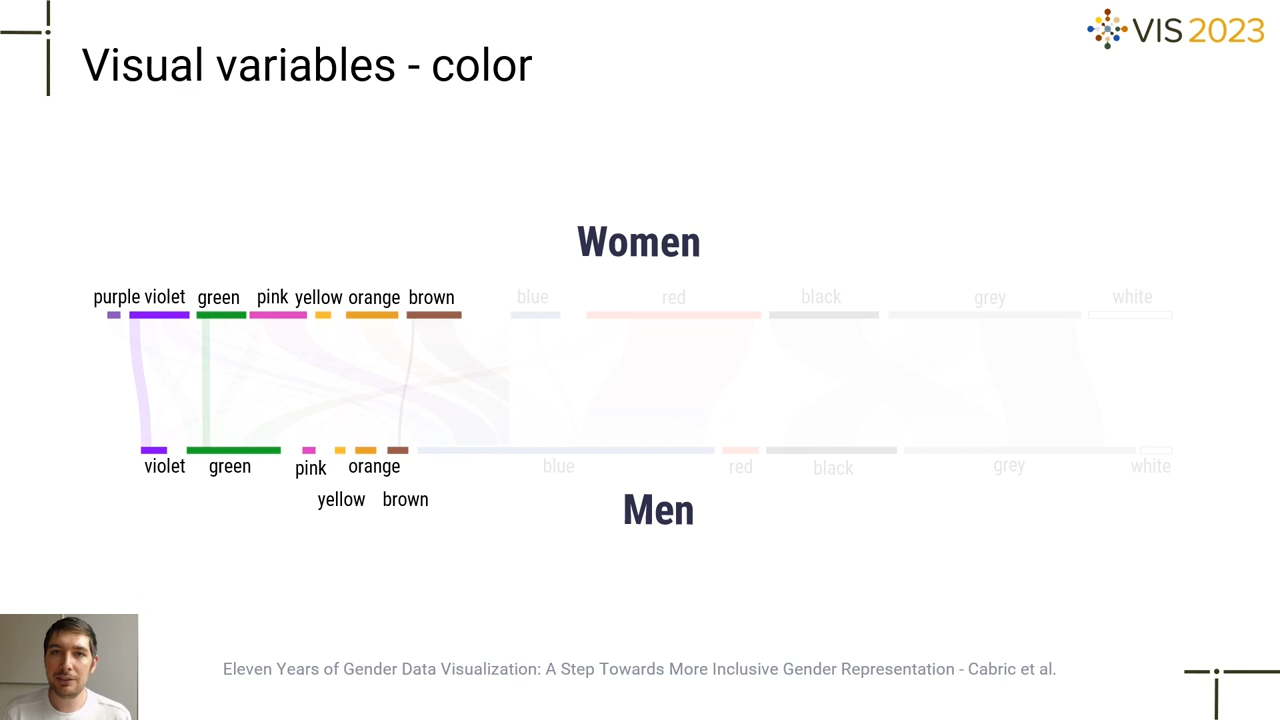 VIS 2023
Visual variables - color
Women
purple violet green pink yellow orange brown blue red black grey white
violet green pink orange blue red black grey white
yellow brown
Men
Eleven Years of Gender Data Visualization: A Step Towards More Inclusive Gender Representation - Cabric et al.